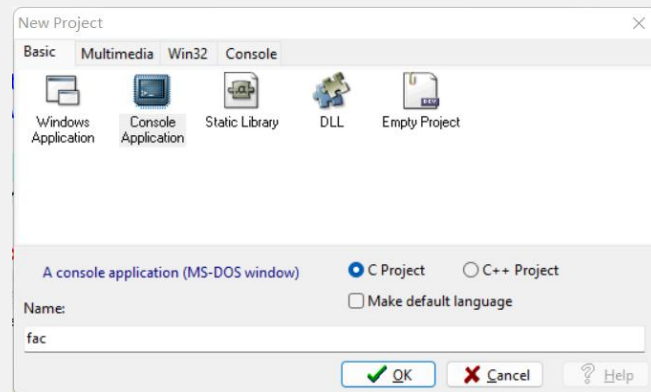 New Project
Basic Multimedia Win32 Console
Windows Application
Console Application
Static Library
DLL
Empty Project
A console application (MS-DOS window)
C Project
C++ Project
Make default language
Name:
fac
OK
Cancel
Help